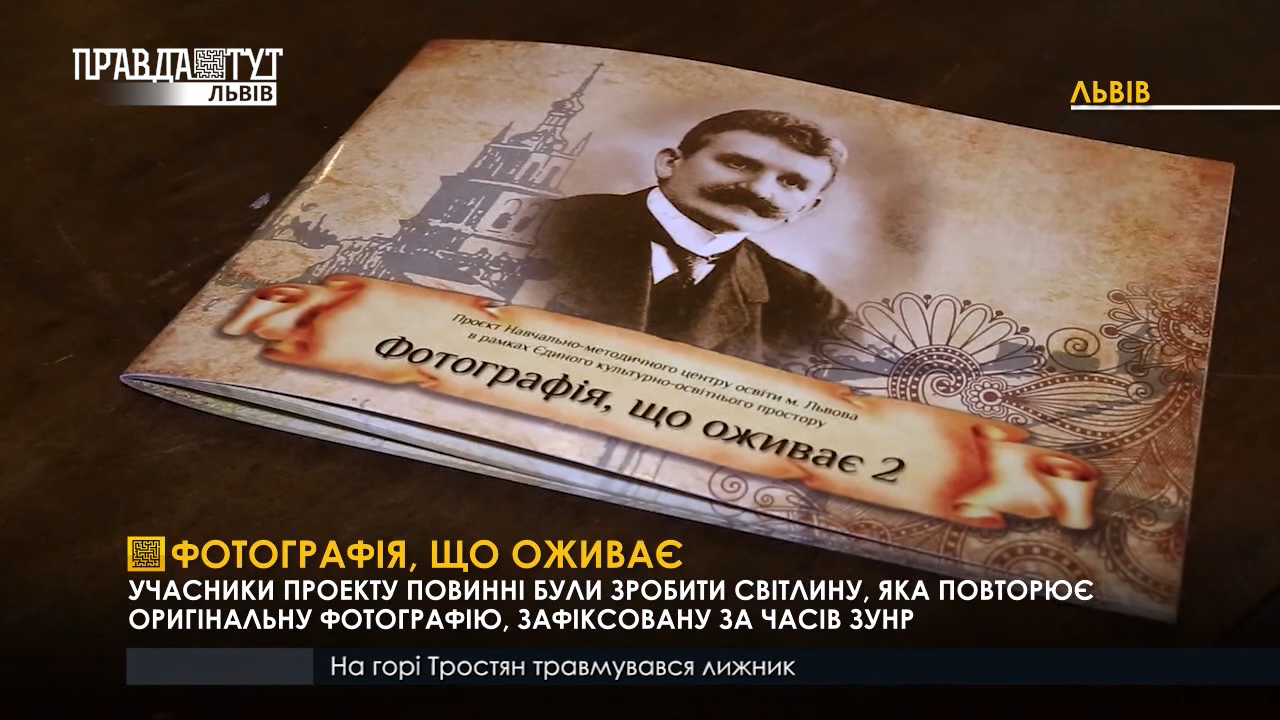 ПРАВДА ТУТ
ЛЬВІВ
ЛЬВІВ
Проєкт Навчально-методичного центру освіти м. Львова
в рамках Єдиного культурно-освітнього простору
Фотографія, що оживає 2
ФОТОГРАФІЯ, ЩО ОЖИВАЄ
УЧАСНИКИ ПРОЕКТУ ПОВИННІ БУЛИ ЗРОБИТИ СВІТЛИНУ, ЯКА ПОВТОРЮЄ
ОРИГІНАЛЬНУ ФОТОГРАФІЮ, ЗАФІКСОВАНУ ЗА ЧАСІВ ЗУНР
На горі Тростян травмувався лижник